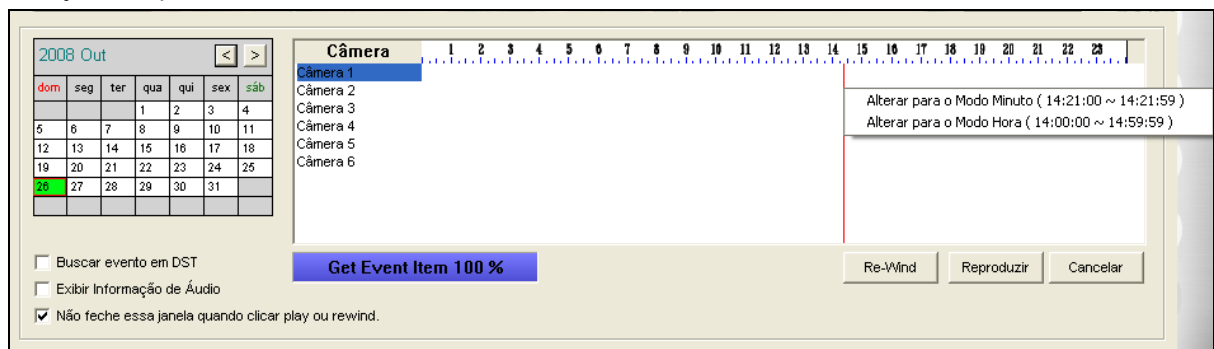 2008 Out < >
dom seg ter qua qui sex sáb
1 2 3 4
5 6 7 8 9 10 11
12 13 14 15 16 17 18
19 20 21 22 23 24 25
26 27 28 29 30 31
Buscar evento em DST
Exibir Informação de Áudio
Não feche essa janela quando clicar play ou rewind.
Câmera 1 2 3 4 5 6 7 8 9 10 11 12 13 14 15 16 17 18 19 20 21 22 23
Câmera 1
Câmera 2
Câmera 3
Câmera 4
Câmera 5
Câmera 6
Alterar para o Modo Minuto ( 14:21:00 ~ 14:21:59 )
Alterar para o Modo Hora ( 14:00:00 ~ 14:59:59 )
Get Event Item 100 %
Re-Wind Reproduzir Cancelar